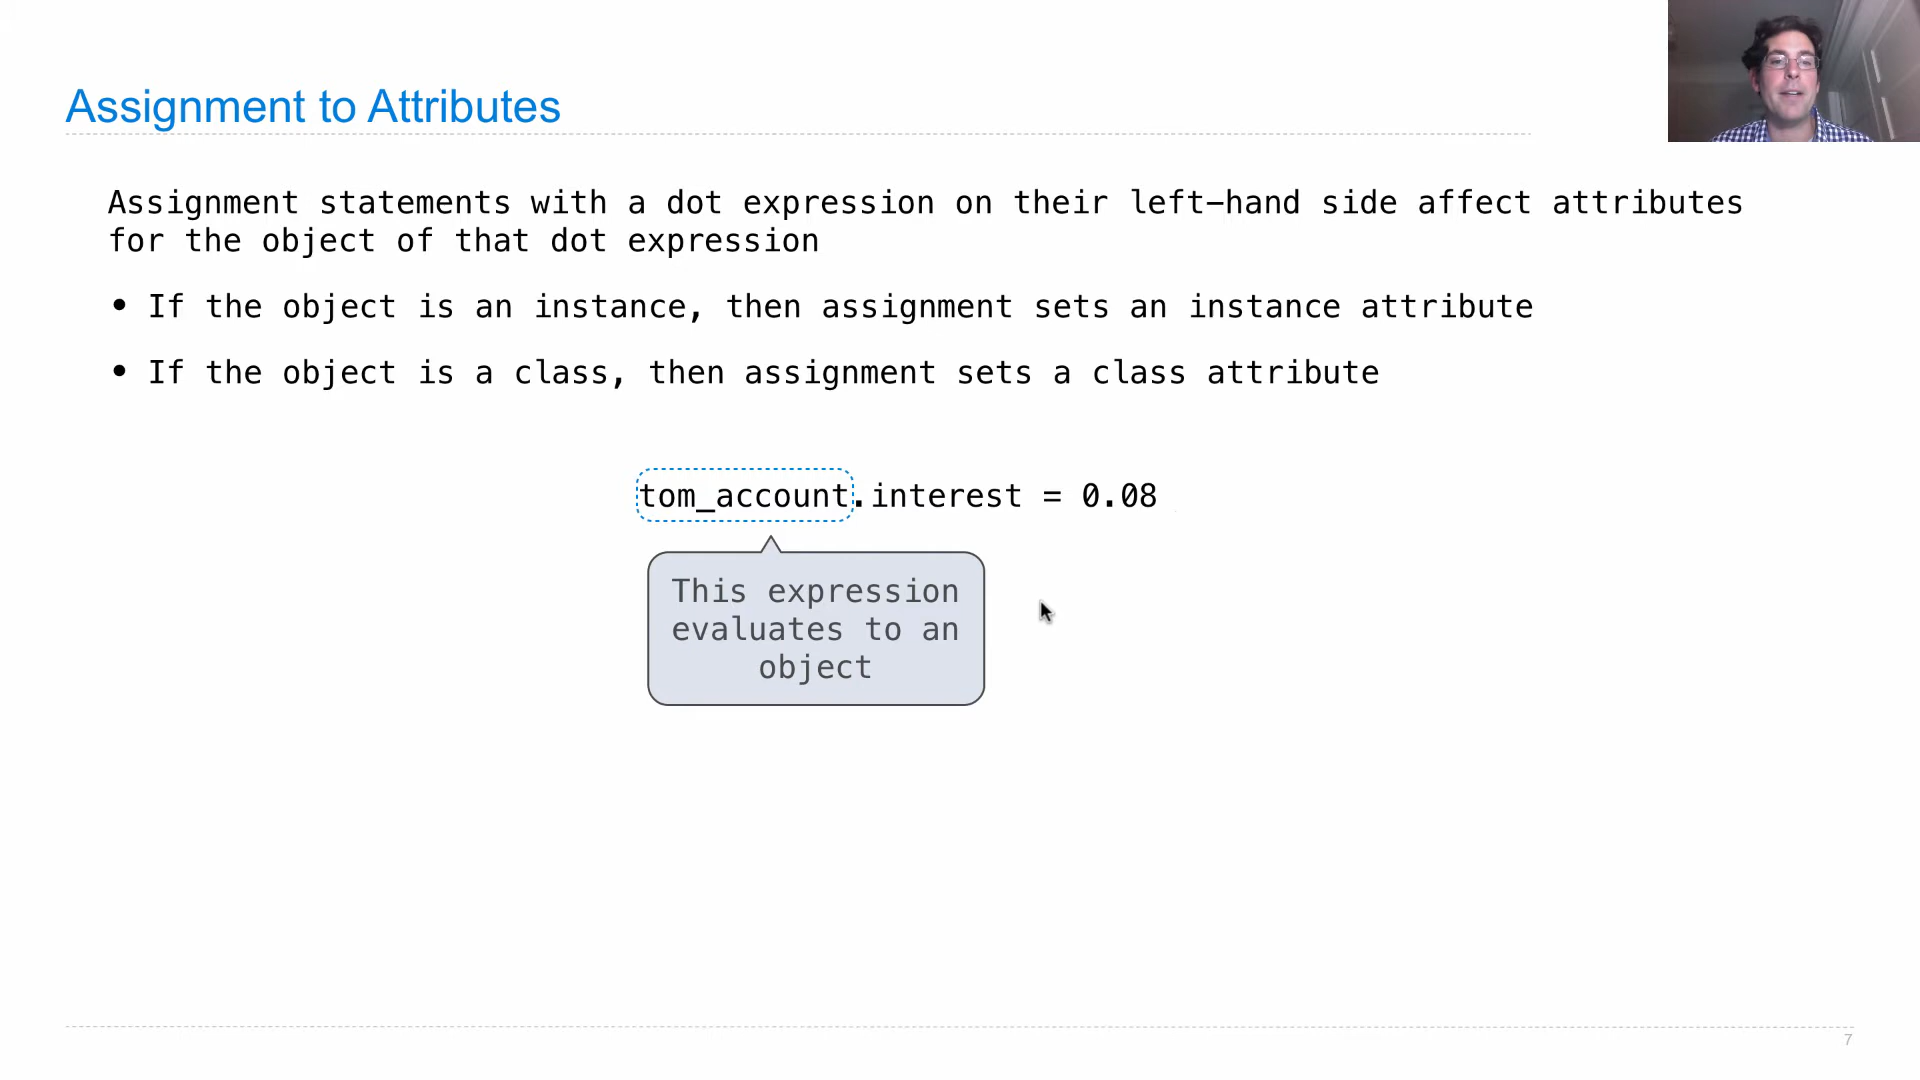 Assignment to Attributes
Assignment statements with a dot expression on their left-hand side affect attributes
for the object of that dot expression
• If the object is an instance, then assignment sets an instance attribute
• If the object is a class, then assignment sets a class attribute
tom_account.interest = 0.08
This expression
evaluates to an
object
7